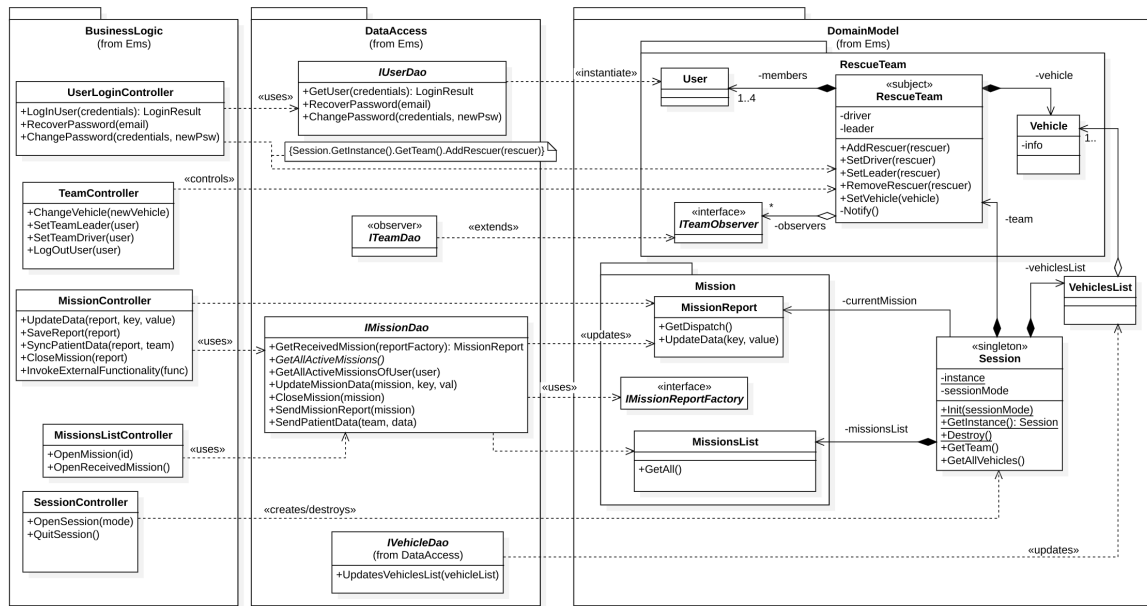 BusinessLogic
(from Ems)
UserLoginController
+LogInUser(credentials): LoginResult
+RecoverPassword(email)
+ChangePassword(credentials, newPsw)
TeamController
+ChangeVehicle(newVehicle)
+SetTeamLeader(user)
+SetTeamDriver(user)
+LogOutUser(user)
MissionController
+UpdateData(report, key, value)
+SaveReport(report)
+SyncPatientData(report, team)
+CloseMission(report)
+InvokeExternalFunctionality(func)
MissionsListController
+OpenMission(id)
+OpenReceivedMission()
SessionController
+OpenSession(mode)
+QuitSession()
«uses»
«controls»
«uses»
«uses»
«creates/destroys»
DataAccess
(from Ems)
IUserDao
+GetUser(credentials): LoginResult
+RecoverPassword(email)
+ChangePassword(credentials, newPsw)
{Session.GetInstance().GetTeam().AddRescuer(rescuer)}
«observer»
ITeamDao
IMissionDao
+GetReceivedMission(reportFactory): MissionReport
+GetAllActiveMissions()
+GetAllActiveMissionsOfUser(user)
+UpdateMissionData(mission, key, val)
+CloseMission(mission)
+SendMissionReport(mission)
+SendPatientData(team, data)
IVehicleDao
(from DataAccess)
+UpdatesVehiclesList(vehicleList)
«instantiate»
«extends»
«updates»
«uses»
«updates»
DomainModel
(from Ems)
RescueTeam
User
-members
1..4
«subject»
RescueTeam
-driver
-leader
+AddRescuer(rescuer)
+SetDriver(rescuer)
+SetLeader(rescuer)
+RemoveRescuer(rescuer)
+SetVehicle(vehicle)
-Notify()
-vehicle
Vehicle
-info
1..
«interface»
ITeamObserver
*
-observers
-team
-vehiclesList
VehiclesList
Mission
MissionReport
+GetDispatch()
+UpdateData(key, value)
-currentMission
«interface»
IMissionReportFactory
MissionsList
+GetAll()
-missionsList
«singleton»
Session
-instance
-sessionMode
+Init(sessionMode)
+GetInstance(): Session
+Destroy()
+GetTeam()
+GetAllVehicles()